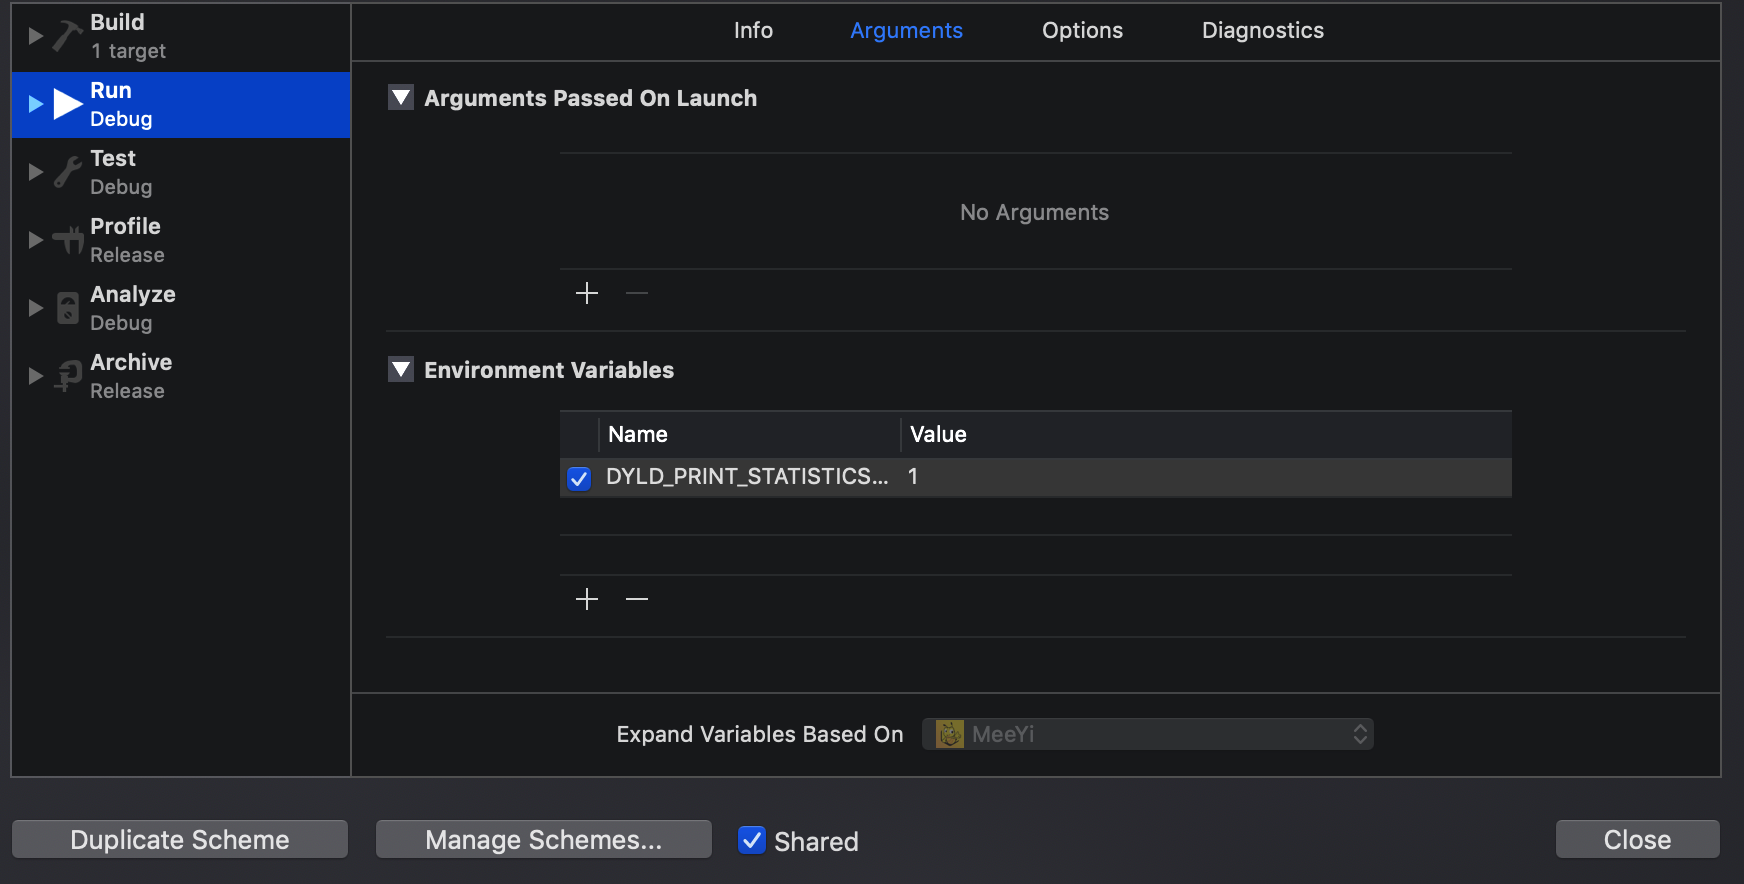 Build
1 target
Run
Debug
Test
Debug
Profile
Release
Analyze
Debug
Archive
Release
Info Arguments Options Diagnostics
Arguments Passed On Launch
No Arguments
Environment Variables
Name Value
DYLD_PRINT_STATISTICS... 1
Expand Variables Based On MeeYi
Duplicate Scheme Manage Schemes... Shared Close